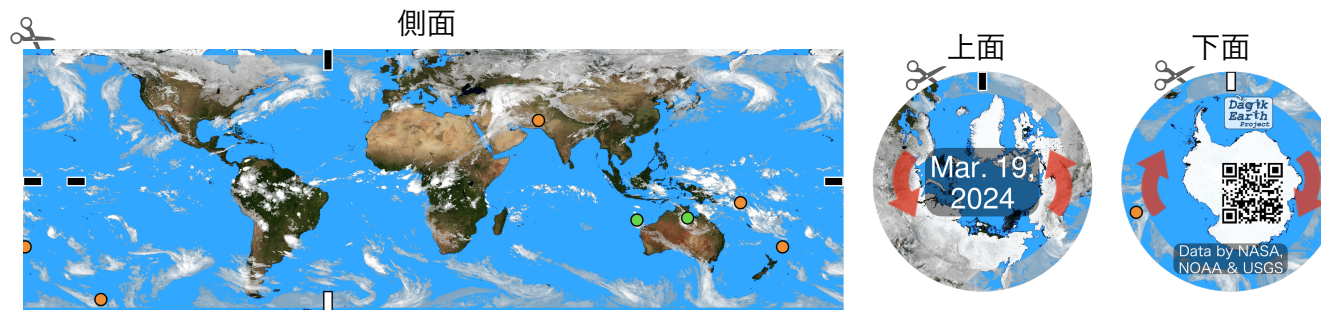 側面
上面
下面
Mar. 19,
2024
Dagik
Earth
Project
Data by NASA,
NOAA & USGS